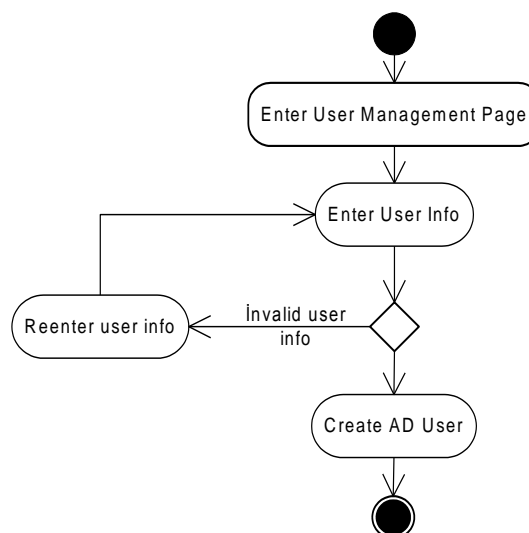 Enter User Management Page
Enter User Info
İnvalid user
info
Reenter user info
Create AD User